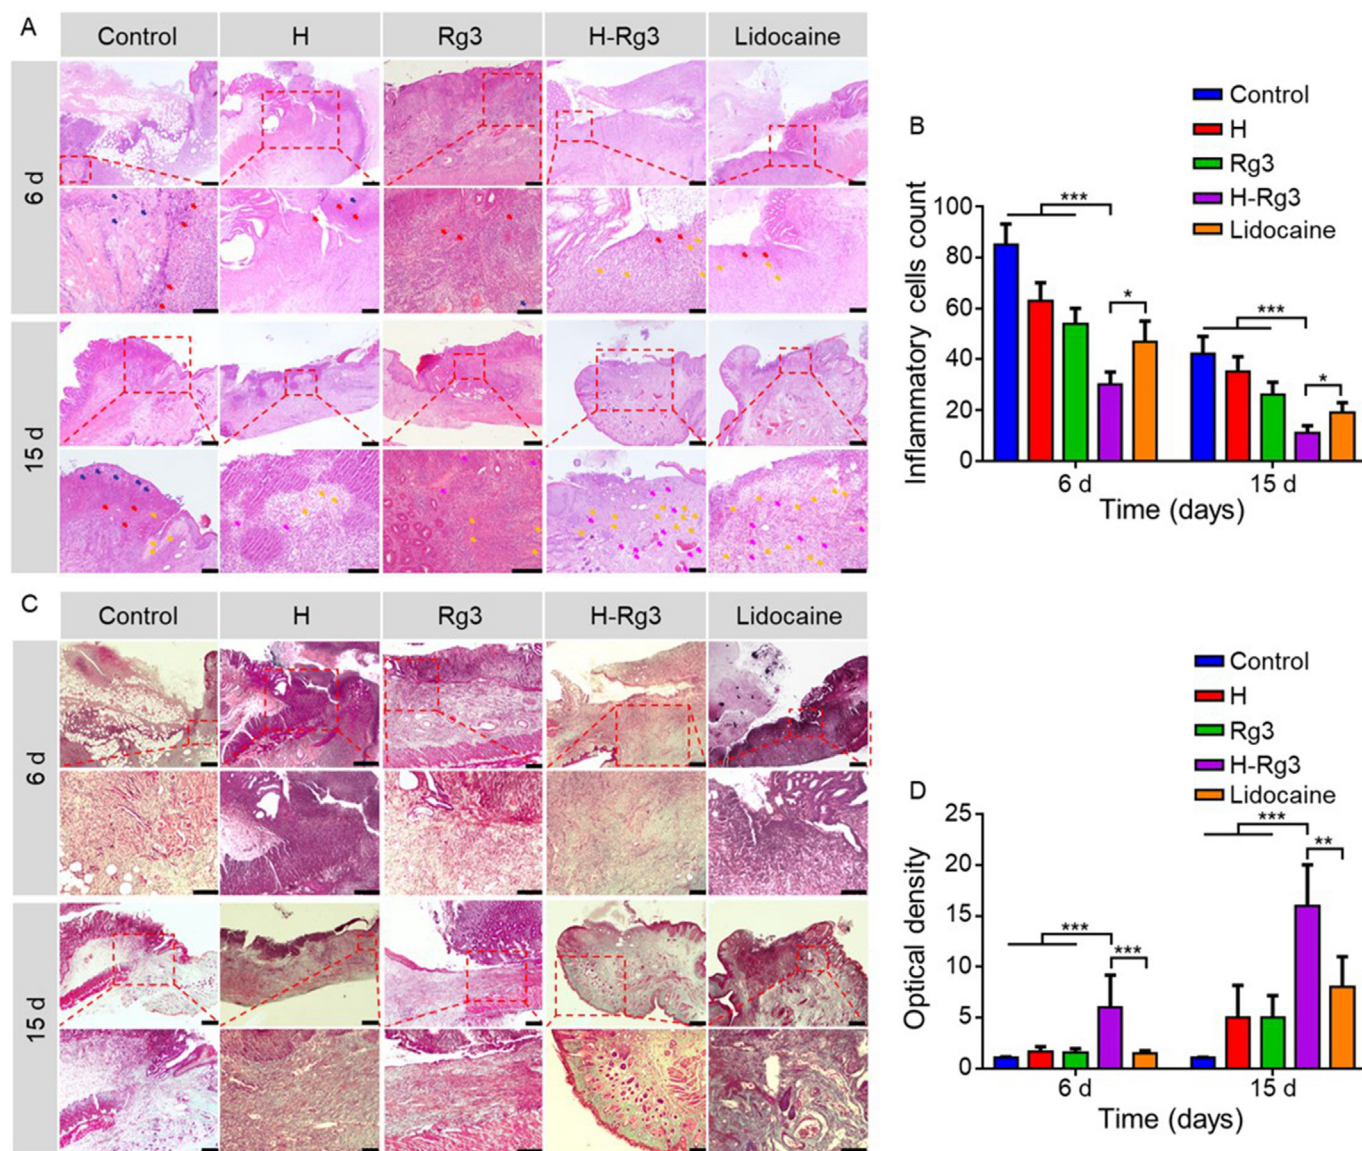 A
Control H Rg3 H-Rg3 Lidocaine
6 d
15 d
B
Control
H
Rg3
H-Rg3
Lidocaine
Inflammatory cells count
100
80
60
40
20
0
***
*
***
*
6 d 15 d
Time (days)
C
Control H Rg3 H-Rg3 Lidocaine
6 d
15 d
D
Control
H
Rg3
H-Rg3
Lidocaine
Optical density
25
20
15
10
5
0
***
***
***
**
6 d 15 d
Time (days)